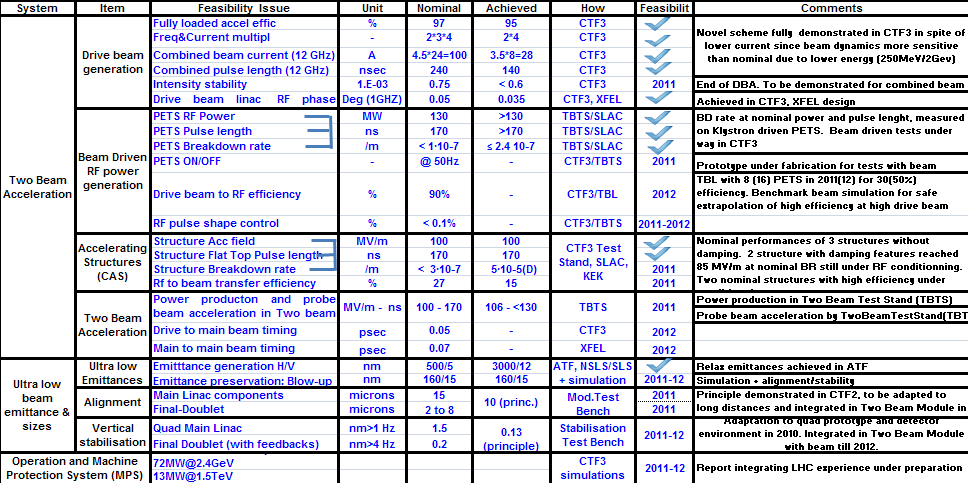 System Item Feasibility Issue Unit Nominal Achieved How Feasibilit Comments
Two Beam
Acceleration
Drive beam
generation
Fully loaded accel effic % 97 95 CTF3
Freq&Current multipl - 2*3*4 2*4 CTF3
Combined beam current (12 GHz) A 4.5*24=100 3.5*8=28 CTF3
Combined pulse length (12 GHz) nsec 240 140 CTF3
Novel scheme fully demonstrated in CTF3 in spite of
lower current since beam dynamics more sensitive
than nominal due to lower energy (250MeV/2Gev)
Intensity stability 1.E-03 0.75 < 0.6 CTF3 2011 End of DBA. To be demonstrated for combined beam
Drive beam linac RF phase Deg (1GHZ) 0.05 0.035 CTF3, XFEL Achieved in CTF3, XFEL design
Beam Driven
RF power
generation
PETS RF Power MW 130 >130 TBTS/SLAC
PETS Pulse length ns 170 >170 TBTS/SLAC
PETS Breakdown rate /m < 1·10-7 ≤ 2.4 10-7 TBTS/SLAC
BD rate at nominal power and pulse lenght, measured
on Klystron driven PETS. Beam driven tests under
way in CTF3
PETS ON/OFF - @ 50Hz - CTF3/TBTS 2011 Prototype under fabrication for tests with beam
Drive beam to RF efficiency % 90% - CTF3/TBL 2012
TBL with 8 (16) PETS in 2011(12) for 30(50%)
efficiency. Benchmark beam simulation for safe
extrapolation of high efficiency at high drive beam
RF pulse shape control % < 0.1% - CTF3/TBTS 2011-2012
Accelerating
Structures
(CAS)
Structure Acc field MV/m 100 100
Structure Flat Top Pulse length ns 170 170
Structure Breakdown rate /m < 3·10-7 5·10-5(D) 2011
Rf to beam transfer efficiency % 27 15 2011
CTF3 Test
Stand, SLAC,
KEK
Nominal performances of 3 structures without
damping. 2 structure with damping features reached
85 MV/m at nominal BR still under RF conditionning.
Two nominal structures with high efficiency under
Two Beam
Acceleration
Power producton and probe
beam acceleration in Two beam MV/m - ns 100 - 170 106 - <130 TBTS 2011
Power production in Two Beam Test Stand (TBTS)
Probe beam acceleration by TwoBeamTestStand(TBT
Drive to main beam timing psec 0.05 - CTF3 2012
Main to main beam timing psec 0.07 - XFEL 2012
Ultra low
beam
emittance &
sizes
Ultra low
Emittances
Emitttance generation H/V nm 500/5 3000/12 ATF, NSLS/SLS Relax emittances achieved in ATF
Emittance preservation: Blow-up nm 160/15 160/15 + simulation 2011-12 Simulation + alignment/stability
Alignment
Main Linac components microns 15 2011
Final-Doublet microns 2 to 8 2011
10 (princ.)
Mod.Test
Bench
Principle demonstrated in CTF2, to be adapted to
long distances and integrated in Two Beam Module in
Vertical
stabilisation
Quad Main Linac nm>1 Hz 1.5
Final Doublet (with feedbacks) nm>4 Hz 0.2
0.13
(principle)
Stabilisation
Test Bench
2011-12
Adaptation to quad prototype and detector
environment in 2010. Integrated in Two Beam Module
with beam till 2012.
Operation and Machine
Protection System (MPS)
72MW@2.4GeV
13MW@1.5TeV
CTF3
simulations
2011-12
Report integrating LHC experience under preparation